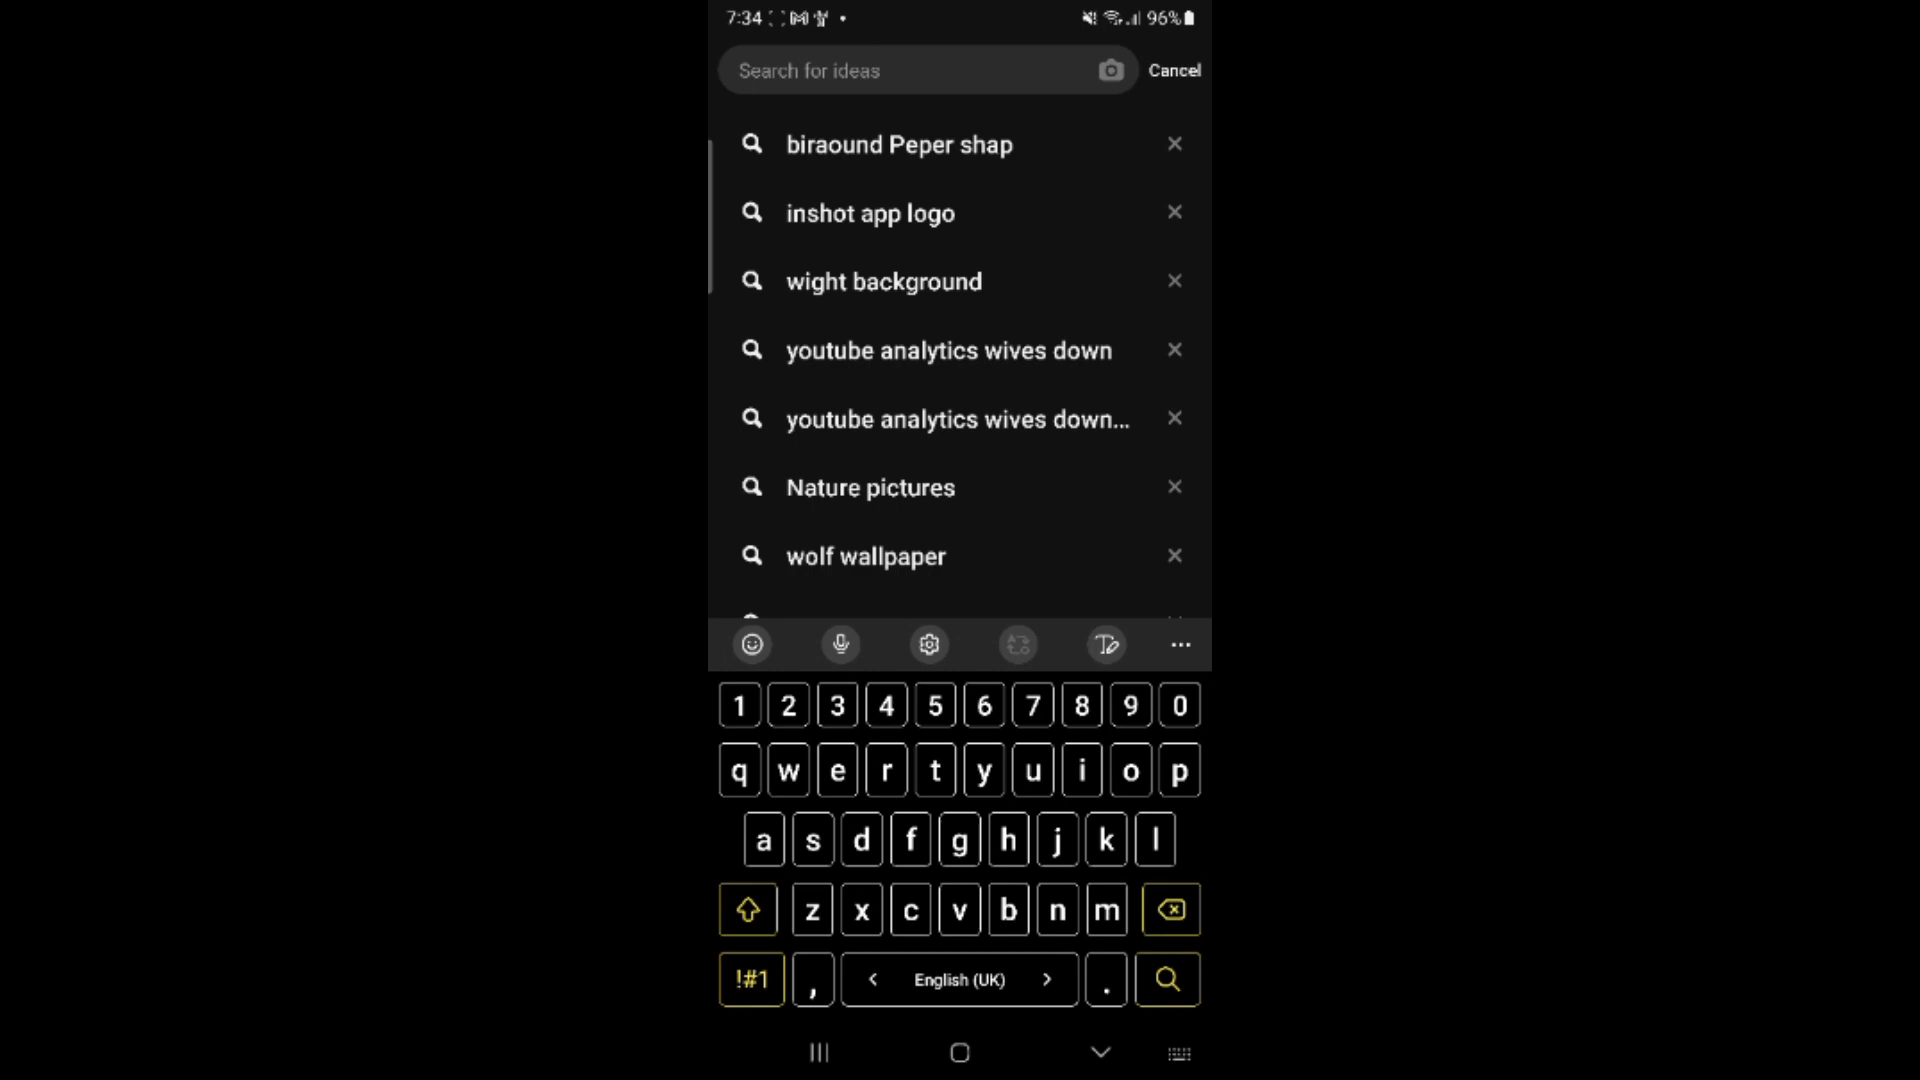 7:34
96%
Search for ideas
Cancel
biraound Peper shap
inshot app logo
wight background
youtube analytics wives down
youtube analytics wives down...
Nature pictures
wolf wallpaper
1 2 3 4 5 6 7 8 9 0
q w e r t y u i o p
a s d f g h j k l
z x c v b n m
!#1 , < English (UK) > .